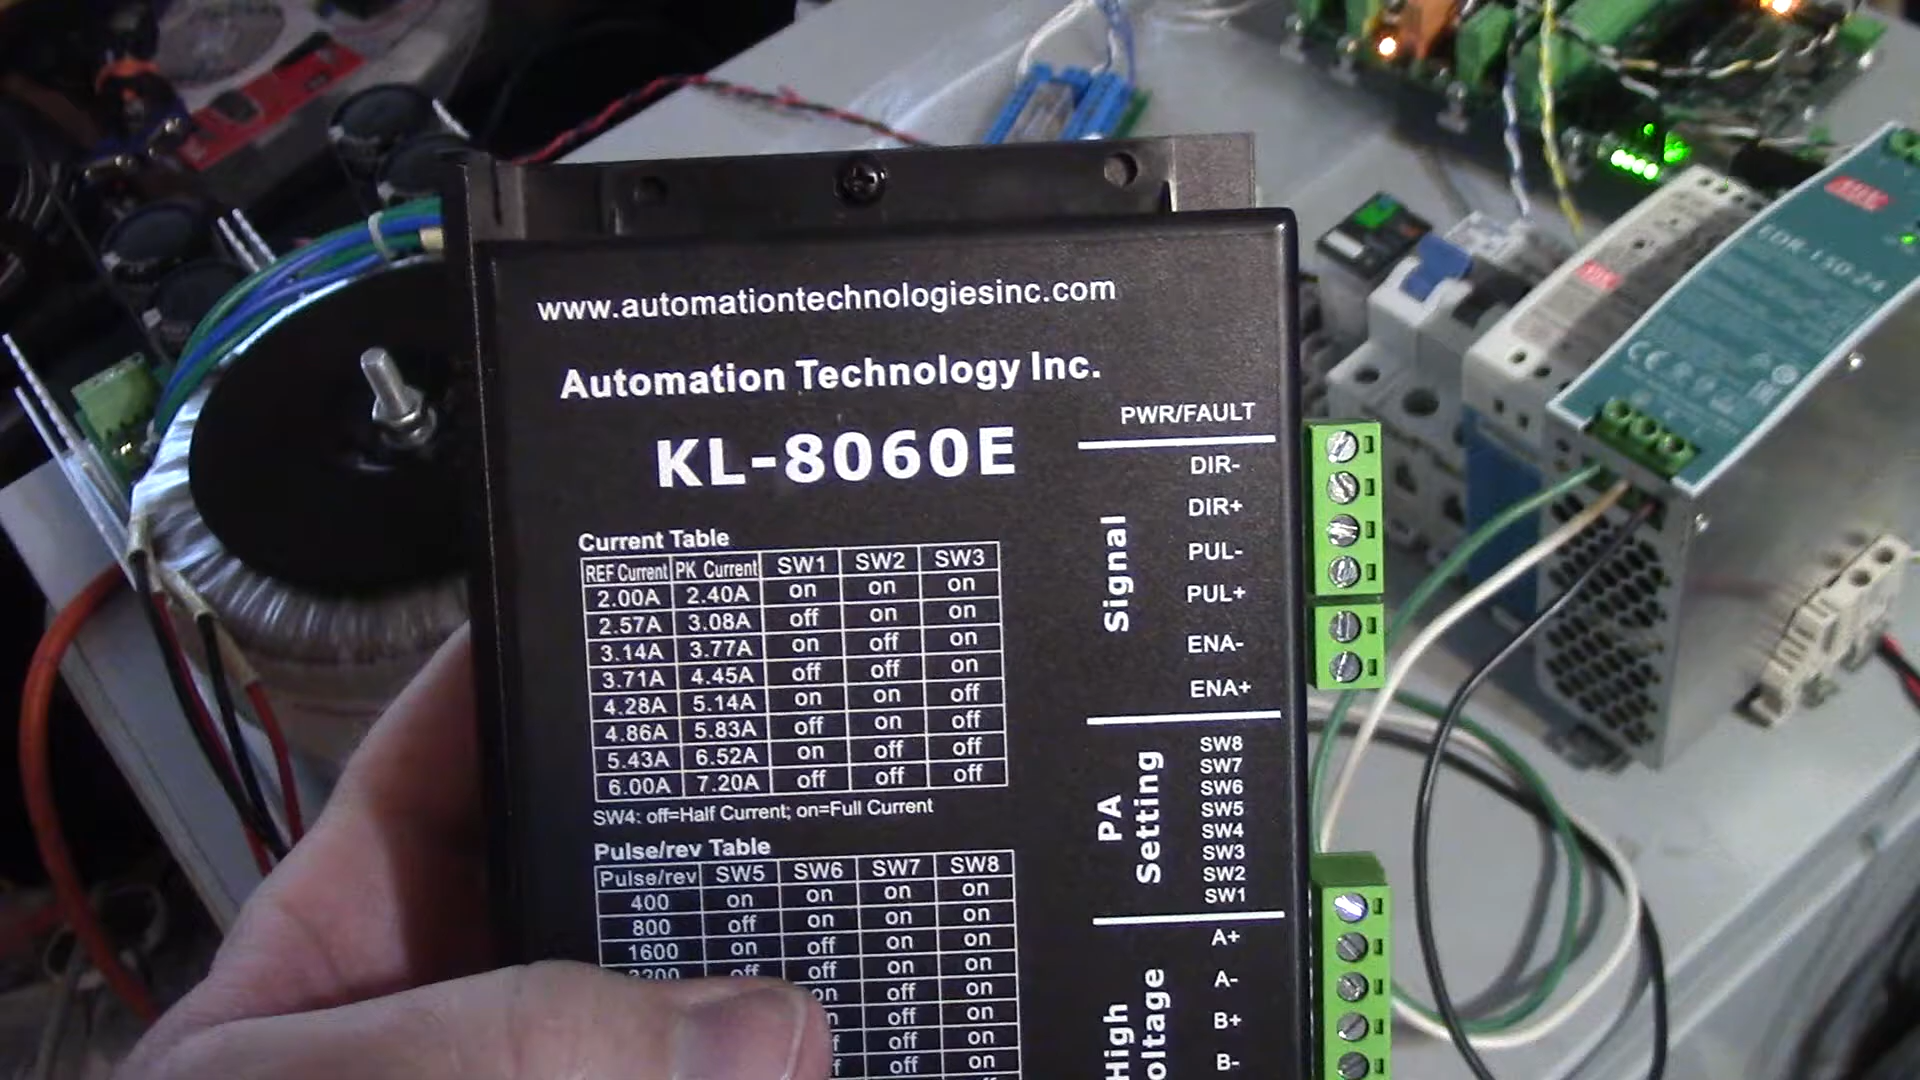 www.automationtechnologiesinc.com
Automation Technology Inc.
KL-8060E
Current Table
REF Current PK Current SW1 SW2 SW3
2.00A 2.40A on on on
2.57A 3.08A off on on
3.14A 3.77A on off on
3.71A 4.45A off off on
4.28A 5.14A on on off
4.86A 5.83A off on off
5.43A 6.52A on off off
6.00A 7.20A off off off
SW4: off=Half Current; on=Full Current
Pulse/rev Table
Pulse/rev SW5 SW6 SW7 SW8
400 on on on on
800 off on on on
1600 on off on on
3200 off off on on
on off on
off on
off on
off on
PWR/FAULT
Signal
DIR-
DIR+
PUL-
PUL+
ENA-
ENA+
PA
Setting
SW8
SW7
SW6
SW5
SW4
SW3
SW2
SW1
High
oltage
A+
A-
B+
B-
EDR-150-24